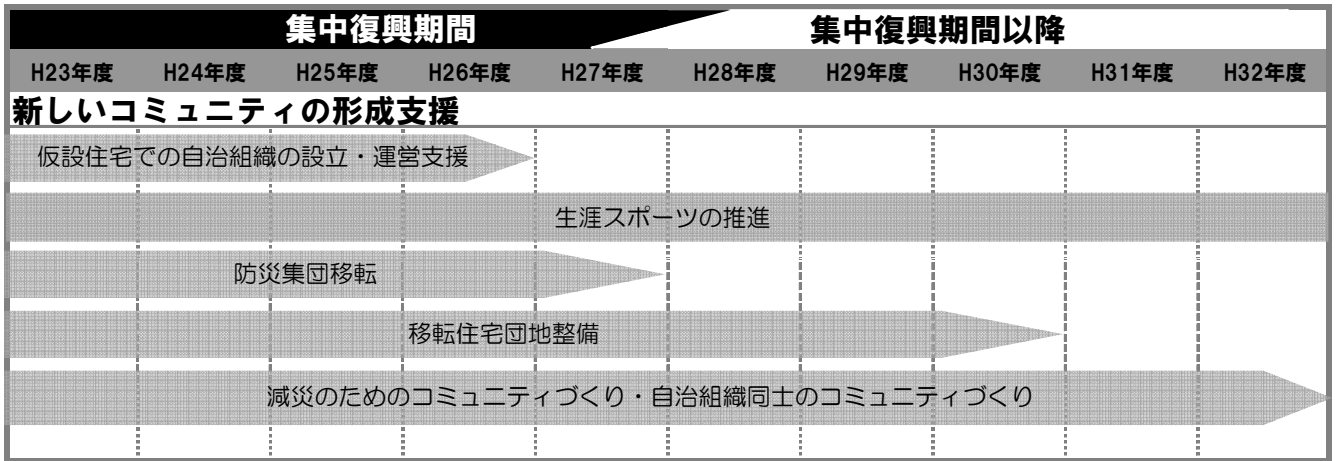 集中復興期間 集中復興期間以降
H23年度 H24年度 H25年度 H26年度 H27年度 H28年度 H29年度 H30年度 H31年度 H32年度
新しいコミュニティの形成支援
仮設住宅での自治組織の設立・運営支援
生涯スポーツの推進
防災集団移転
移転住宅団地整備
減災のためのコミュニティづくり・自治組織同士のコミュニティづくり